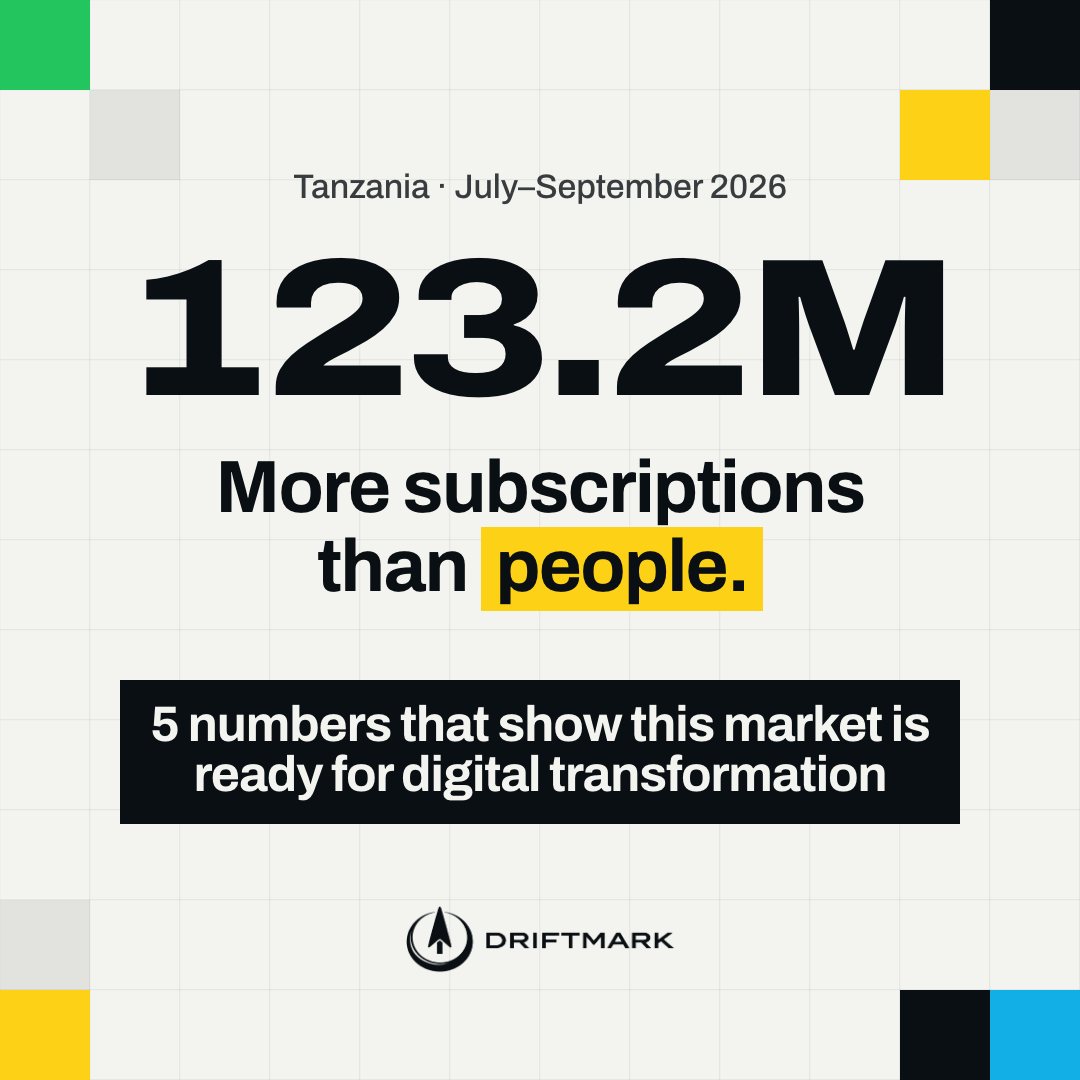 Tanzania · July–September 2026
123.2M
More subscriptions
than people.
5 numbers that show this market is
ready for digital transformation
DRIFTMARK